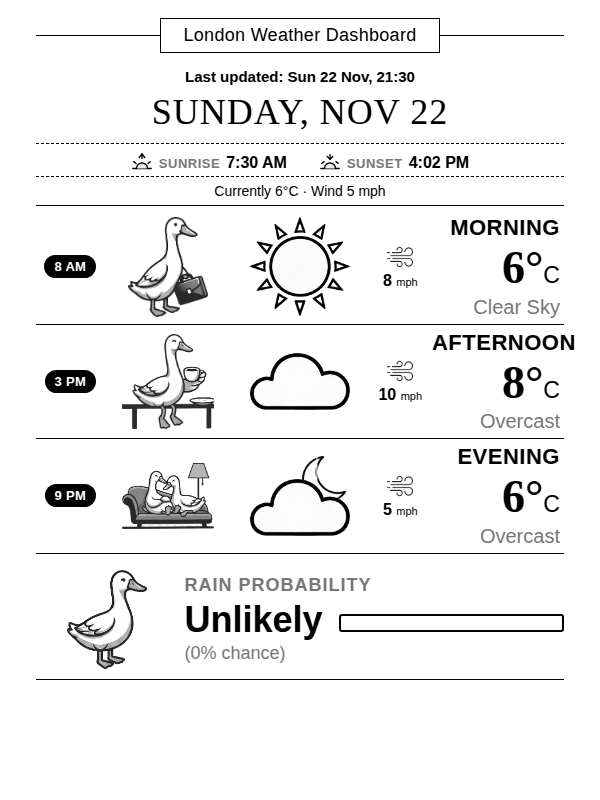 London Weather Dashboard
Last updated: Sun 22 Nov, 21:30
SUNDAY, NOV 22
SUNRISE 7:30 AM SUNSET 4:02 PM
Currently 6°C · Wind 5 mph
MORNING
8 AM
8 mph
6°C
Clear Sky
AFTERNOON
3 PM
10 mph
8°C
Overcast
EVENING
9 PM
5 mph
6°C
Overcast
RAIN PROBABILITY
Unlikely
(0% chance)